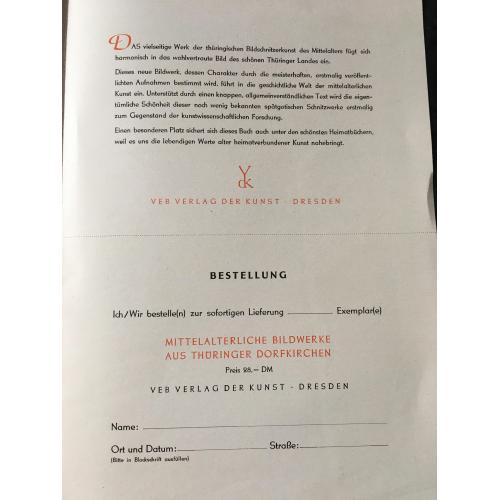 DAS vielseitige Werk der thüringischen Bildschnitzerkunst des Mittelalters fügt sich
harmonisch in das wohlvertraute Bild des schönen Thüringer Landes ein.
Dieses neue Bildwerk, dessen Charakter durch die meisterhaften, erstmalig veröffent-
lichten Aufnahmen bestimmt wird, führt in die geschichtliche Welt der mittelalterlichen
Kunst ein. Unterstützt durch einen knappen, allgemeinverständlichen Text wird die eigen-
tümliche Schönheit dieser noch wenig bekannten spätgotischen Schnitzwerke erstmalig
zum Gegenstand der kunstwissenschaftlichen Forschung.
Einen besonderen Platz sichert sich dieses Buch auch unter den schönsten Heimatbüchern,
weil es uns die lebendigen Werte alter heimatverbundener Kunst nahebringt.
V
dK
VEB VERLAG DER KUNST · DRESDEN
BESTELLUNG
Ich/Wir bestelle(n) zur sofortigen Lieferung Exemplar(e)
MITTELALTERLICHE BILDWERKE
AUS THÜRINGER DORFKIRCHEN
Preis 28,— DM
VEB VERLAG DER KUNST · DRESDEN
Name:
Ort und Datum: Straße:
(Bitte in Blockschrift ausfüllen)